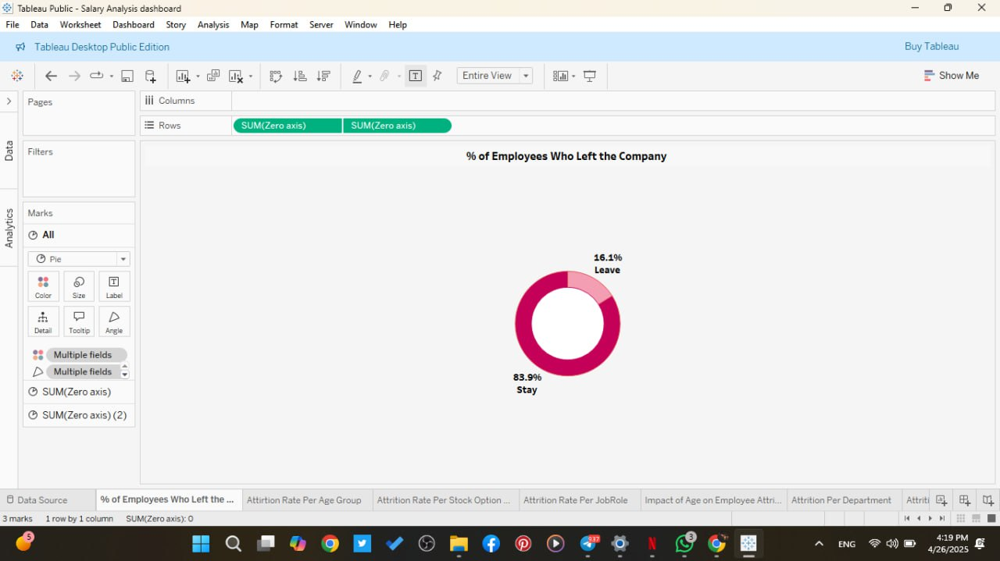 Tableau Public - Salary Analysis dashboard
File Data Worksheet Dashboard Story Analysis Map Format Server Window Help
Tableau Desktop Public Edition
Buy Tableau
Entire View
Show Me
Pages
Columns
Rows
SUM(Zero axis)
SUM(Zero axis)
Data
Analytics
Filters
Marks
All
Pie
Color
Size
Label
Detail
Tooltip
Angle
Multiple fields
Multiple fields
SUM(Zero axis)
SUM(Zero axis) (2)
% of Employees Who Left the Company
16.1%
Leave
83.9%
Stay
Data Source
% of Employees Who Left the ...
Attirtion Rate Per Age Group
Attrition Rate Per Stock Option ...
Attrition Rate Per JobRole
Impact of Age on Employee Attri...
Attrition Per Department
Attriti
3 marks 1 row by 1 column SUM(Zero axis): 0
5
937
3
ENG
4:19 PM
4/26/2025